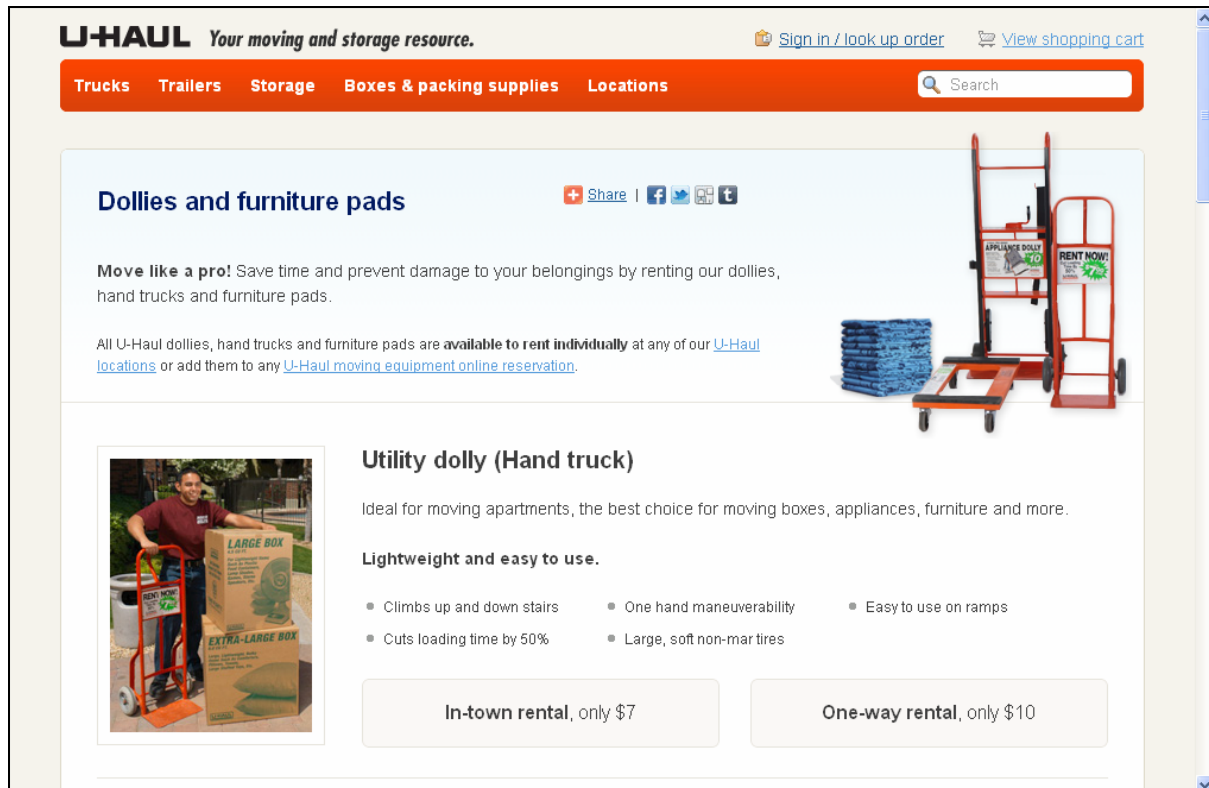 U-HAUL Your moving and storage resource.
Sign in / look up order View shopping cart
Trucks Trailers Storage Boxes & packing supplies Locations Search
Dollies and furniture pads
Share |
Move like a pro! Save time and prevent damage to your belongings by renting our dollies,
hand trucks and furniture pads.
All U-Haul dollies, hand trucks and furniture pads are available to rent individually at any of our U-Haul
locations or add them to any U-Haul moving equipment online reservation.
APPLIANCE DOLLY
10
RENT NOW!
Utility dolly (Hand truck)
Ideal for moving apartments, the best choice for moving boxes, appliances, furniture and more.
Lightweight and easy to use.
Climbs up and down stairs One hand maneuverability Easy to use on ramps
Cuts loading time by 50% Large, soft non-mar tires
In-town rental, only $7 One-way rental, only $10
LARGE BOX
RENT NOW!
EXTRA-LARGE BOX